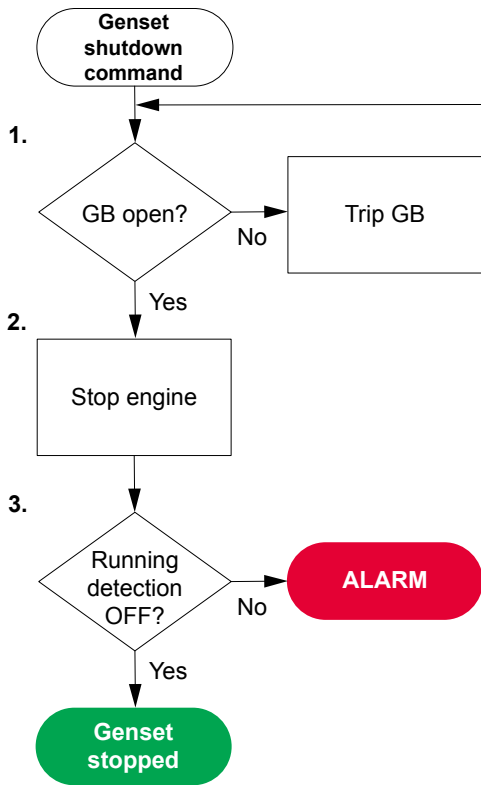 Genset
shutdown
command
1.
GB open?
No
Trip GB
Yes
2.
Stop engine
3.
Running
detection
OFF?
No
ALARM
Yes
Genset
stopped